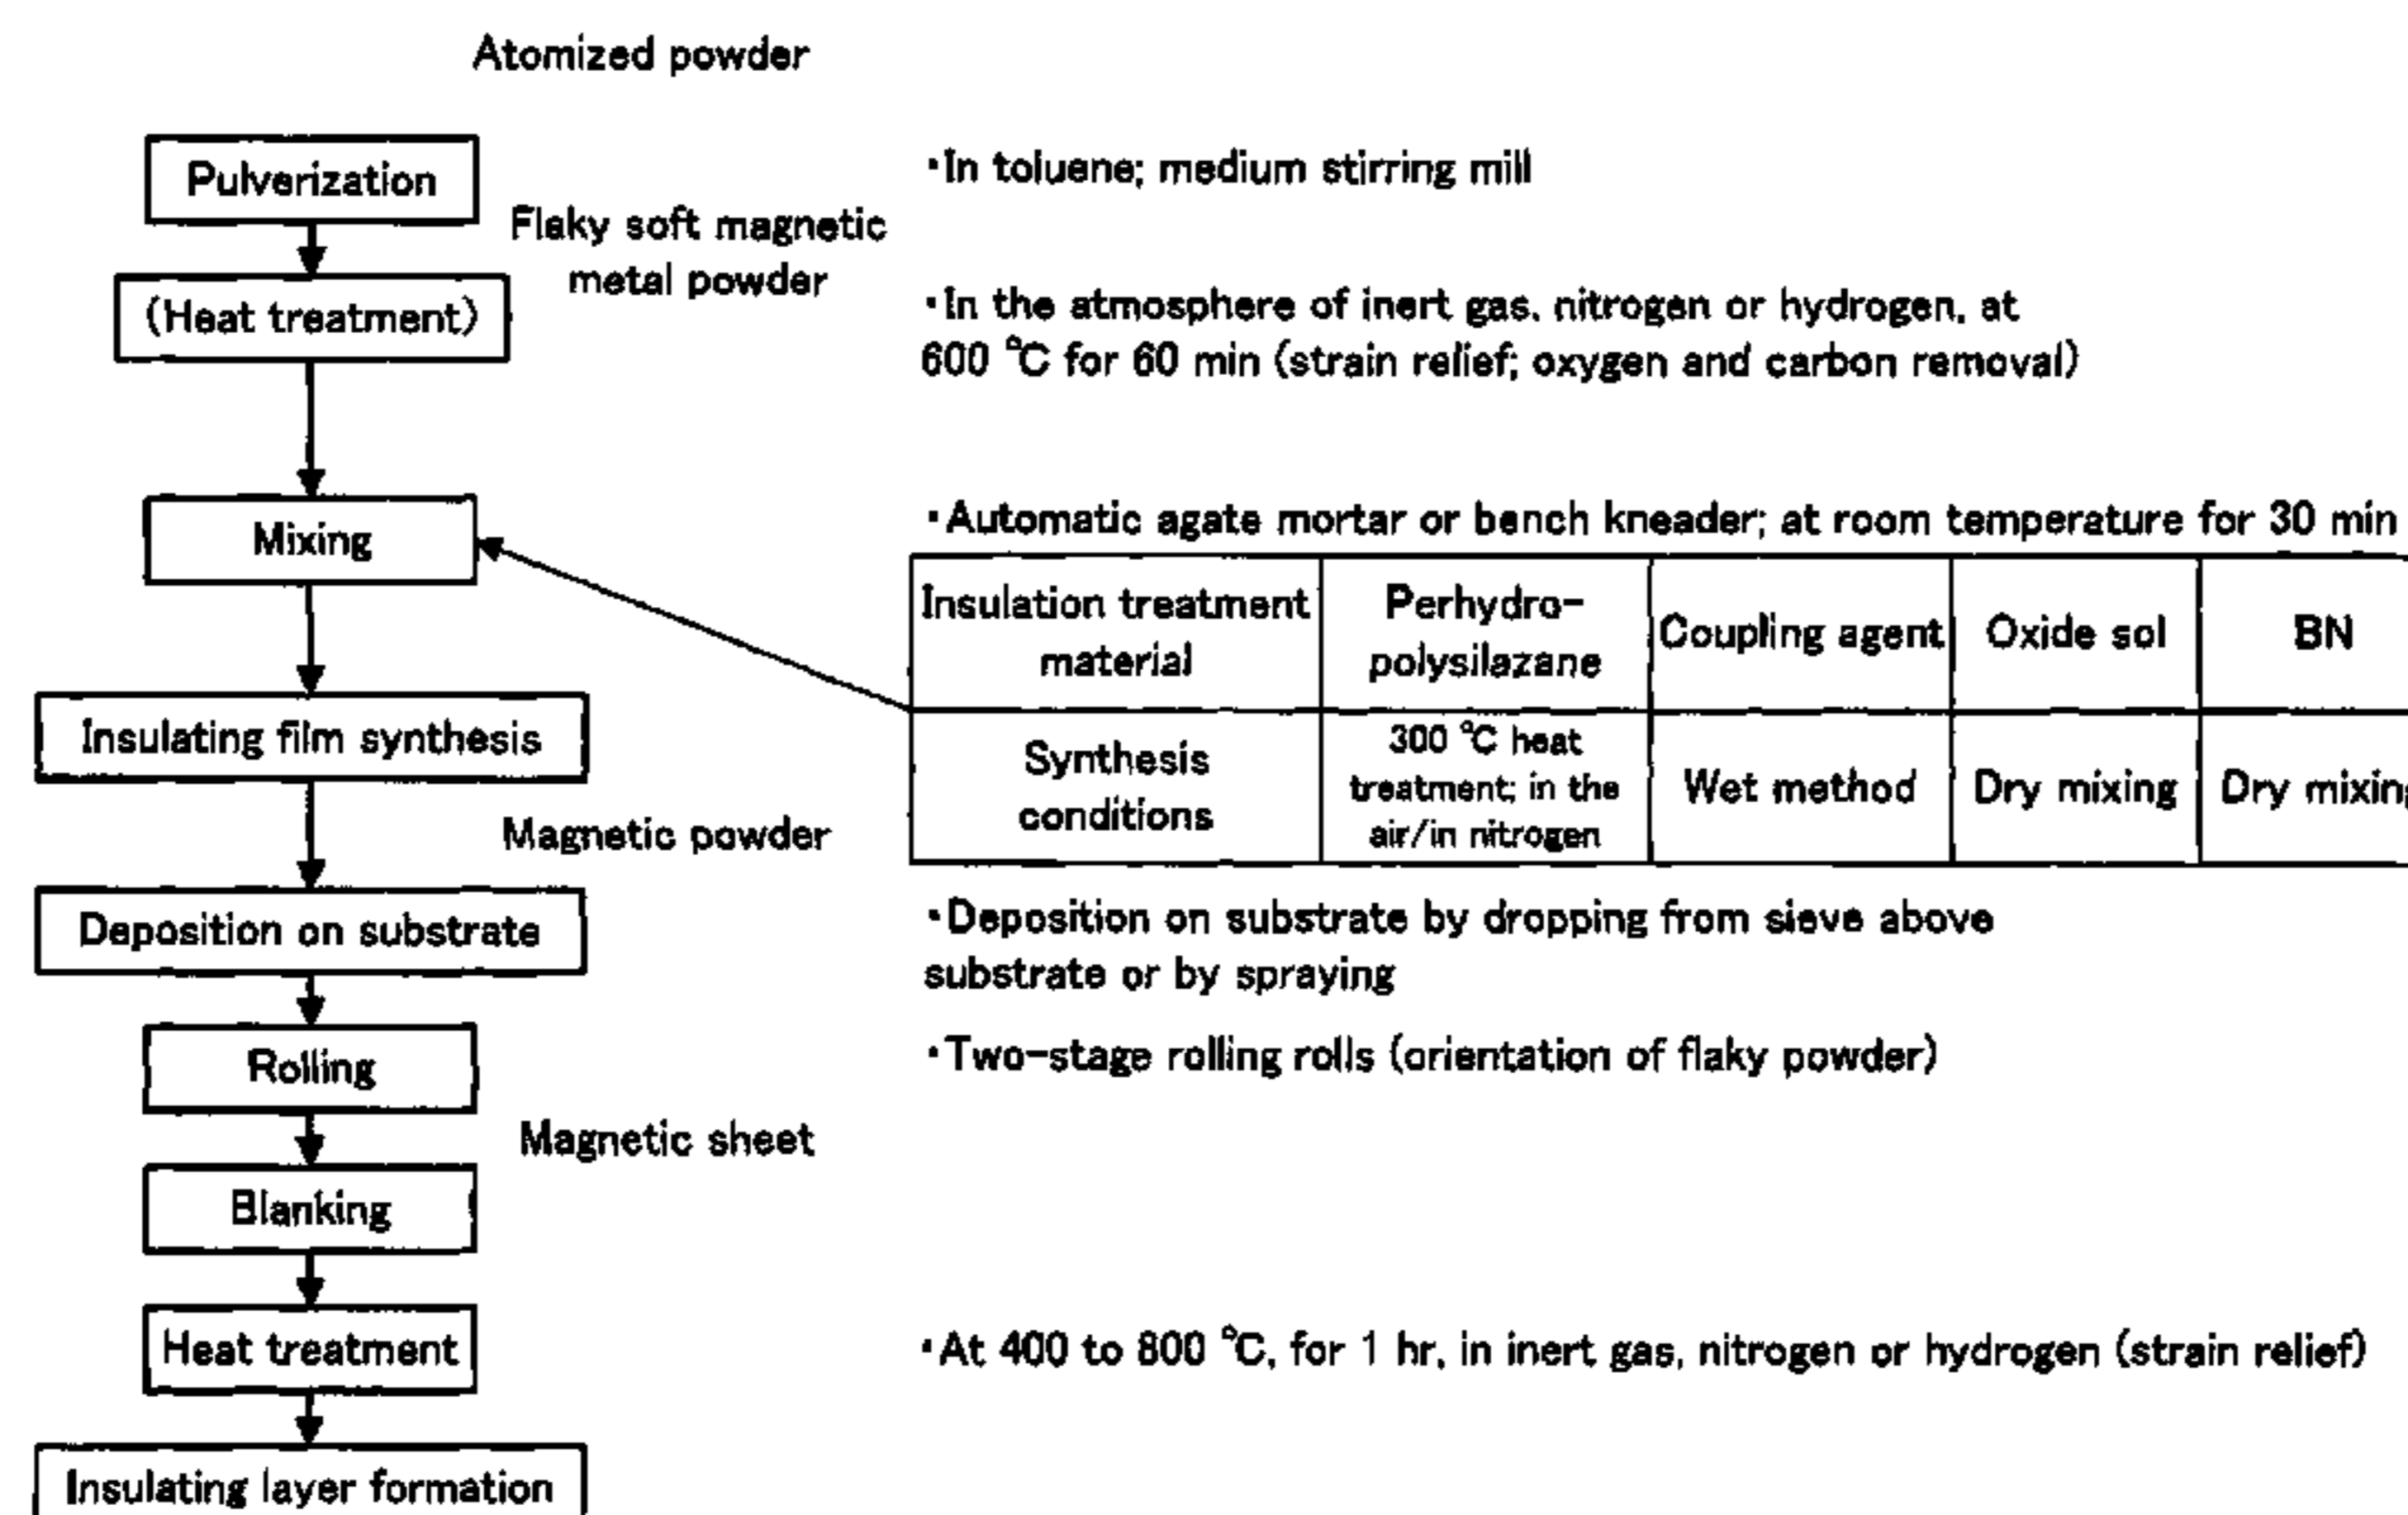 Atomized powder
Pulverization
・In toluene; medium stirring mill
Flaky soft magnetic
metal powder
(Heat treatment)
・In the atmosphere of inert gas, nitrogen or hydrogen, at
600 ℃ for 60 min (strain relief; oxygen and carbon removal)
Mixing
・Automatic agate mortar or bench kneader; at room temperature for 30 min
Insulation treatment
material
Perhydro-
polysilazane
Coupling agent
Oxide sol
BN
Synthesis
conditions
300 ℃ heat
treatment; in the
air/in nitrogen
Wet method
Dry mixing
Dry mixing
Insulating film synthesis
Magnetic powder
Deposition on substrate
・Deposition on substrate by dropping from sieve above
substrate or by spraying
Rolling
・Two-stage rolling rolls (orientation of flaky powder)
Magnetic sheet
Blanking
Heat treatment
・At 400 to 800 ℃, for 1 hr, in inert gas, nitrogen or hydrogen (strain relief)
Insulating layer formation